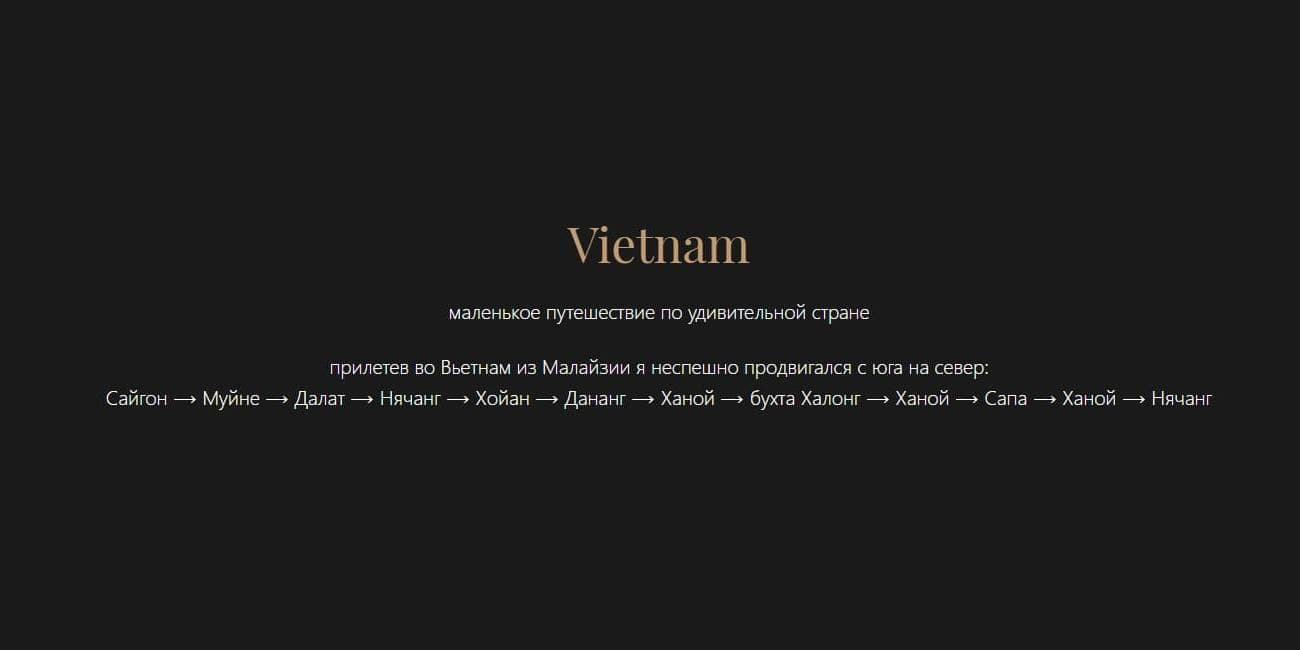 Vietnam
маленькое путешествие по удивительной стране
прилетев во Вьетнам из Малайзии я неспешно продвигался с юга на север:
Сайгон ⟶ Муйне ⟶ Далат ⟶ Нячанг ⟶ Хойан ⟶ Дананг ⟶ Ханой ⟶ бухта Халонг ⟶ Ханой ⟶ Сапа ⟶ Ханой ⟶ Нячанг